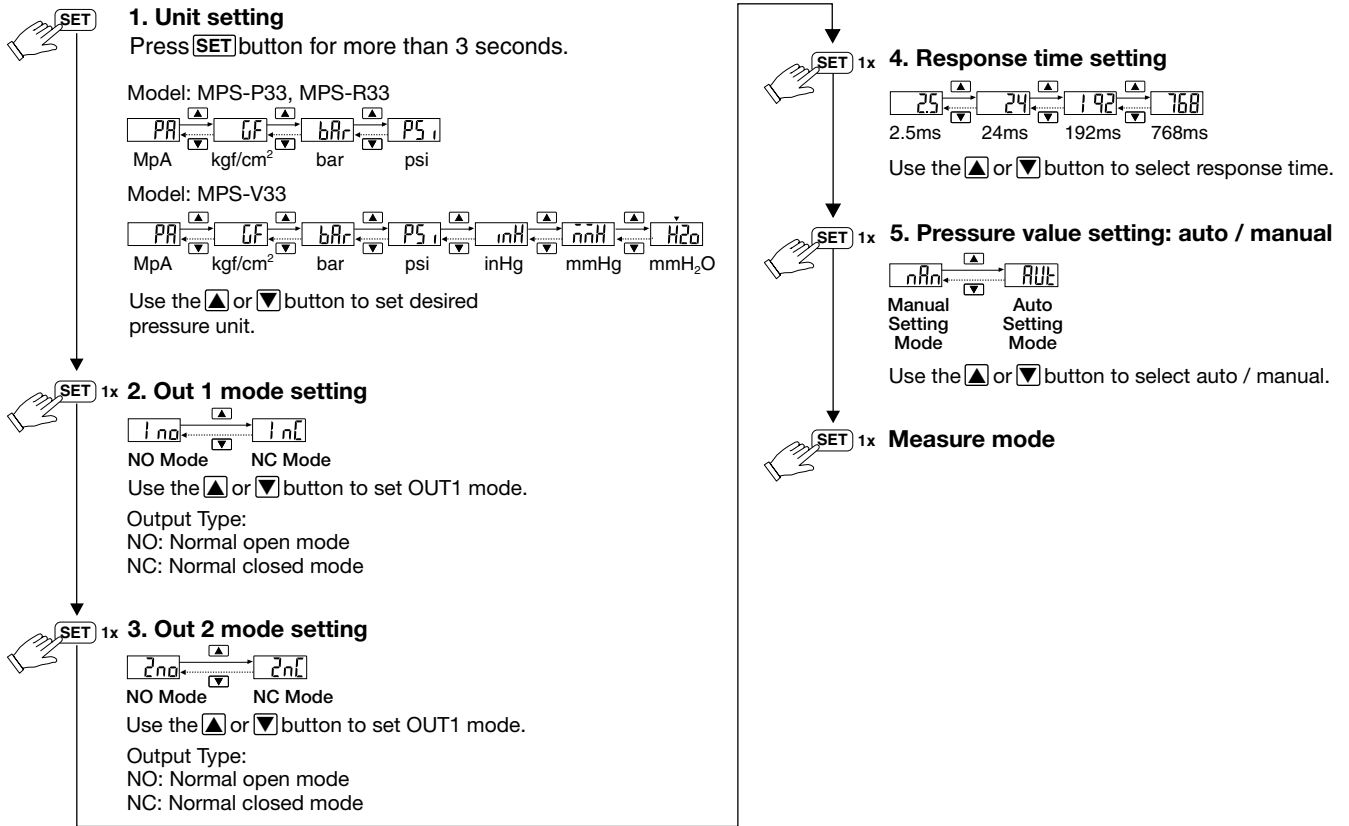 SET
1. Unit setting
Press SET button for more than 3 seconds.
Model: MPS-P33, MPS-R33
PA GF bAr PSi
▲ ▲ ▲
▼ ▼ ▼
MpA kgf/cm² bar psi
Model: MPS-V33
▲ ▲ ▲ ▲ ▲ ▲
PA GF bAr PSi inH mmH H2o
▼ ▼ ▼ ▼ ▼ ▼
MpA kgf/cm² bar psi inHg mmHg mmH₂O
Use the ▲ or ▼ button to set desired
pressure unit.
SET 1x 2. Out 1 mode setting
▲
1no 1nC
▼
NO Mode NC Mode
Use the ▲ or ▼ button to set OUT1 mode.
Output Type:
NO: Normal open mode
NC: Normal closed mode
SET 1x 3. Out 2 mode setting
▲
2no 2nC
▼
NO Mode NC Mode
Use the ▲ or ▼ button to set OUT1 mode.
Output Type:
NO: Normal open mode
NC: Normal closed mode
SET 1x 4. Response time setting
▲ ▲ ▲
2.5 24 192 768
▼ ▼ ▼
2.5ms 24ms 192ms 768ms
Use the ▲ or ▼ button to select response time.
SET 1x 5. Pressure value setting: auto / manual
▲
nAn AUt
▼
Manual Auto
Setting Setting
Mode Mode
Use the ▲ or ▼ button to select auto / manual.
SET 1x Measure mode